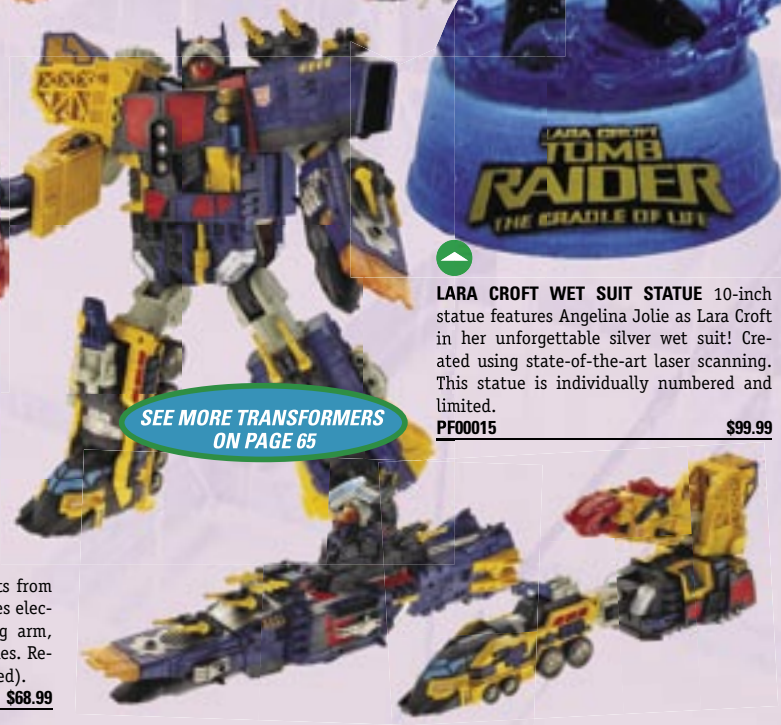 LARA CROFT
TOMB
RAIDER
THE CRADLE OF LIFE
LARA CROFT WET SUIT STATUE 10-inch
statue features Angelina Jolie as Lara Croft
in her unforgettable silver wet suit! Cre-
ated using state-of-the-art laser scanning.
This statue is individually numbered and
limited.
PF00015 $99.99
SEE MORE TRANSFORMERS
ON PAGE 65
ts from
es elec-
g arm,
es. Re-
ed).
$68.99